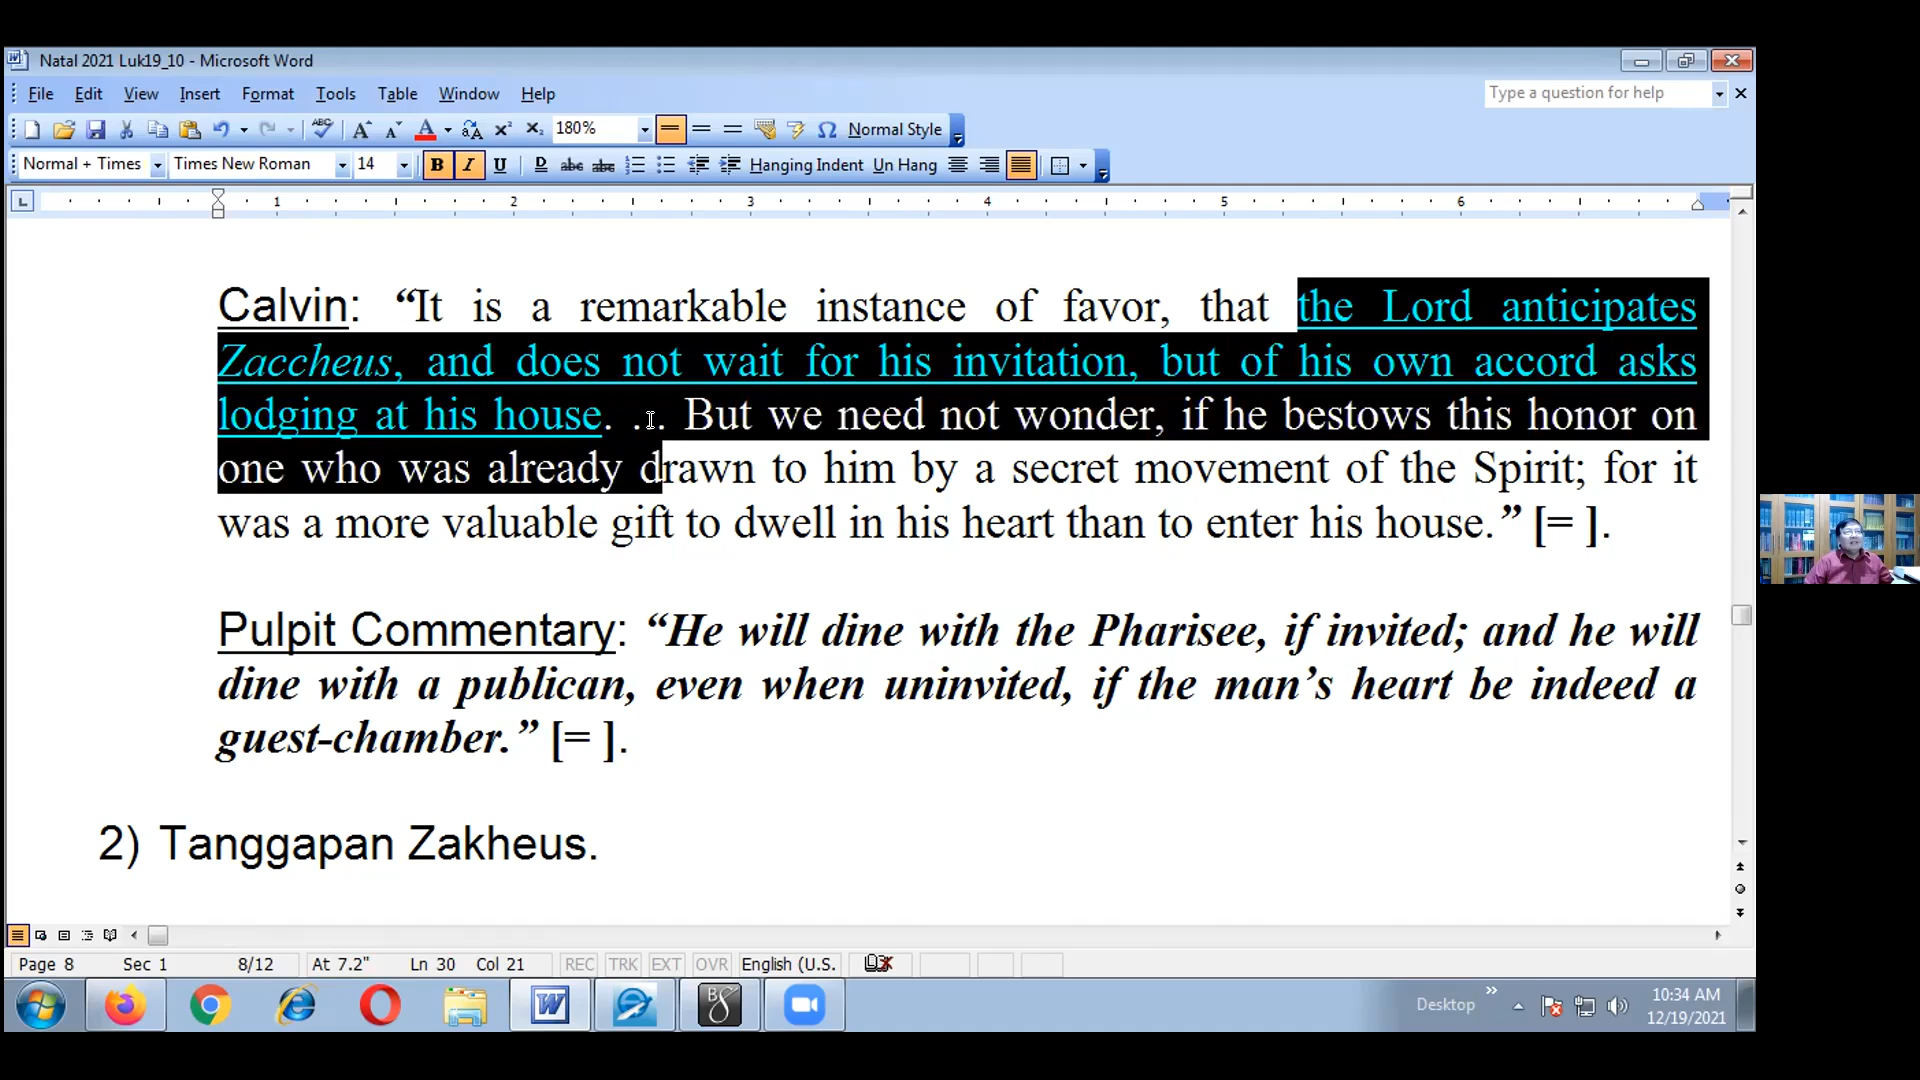 Natal 2021 Luk19_10 - Microsoft Word
File Edit View Insert Format Tools Table Window Help Type a question for help
180% Normal Style
Normal + Times Times New Roman 14 B I U Hanging Indent Un Hang
1 2 3 4 5 6
Calvin: “It is a remarkable instance of favor, that the Lord anticipates
Zaccheus, and does not wait for his invitation, but of his own accord asks
lodging at his house. ... But we need not wonder, if he bestows this honor on
one who was already drawn to him by a secret movement of the Spirit; for it
was a more valuable gift to dwell in his heart than to enter his house.” [= ].
Pulpit Commentary: “He will dine with the Pharisee, if invited; and he will
dine with a publican, even when uninvited, if the man’s heart be indeed a
guest-chamber.” [= ].
2) Tanggapan Zakheus.
Page 8 Sec 1 8/12 At 7.2" Ln 30 Col 21 REC TRK EXT OVR English (U.S.
Desktop 10:34 AM
12/19/2021